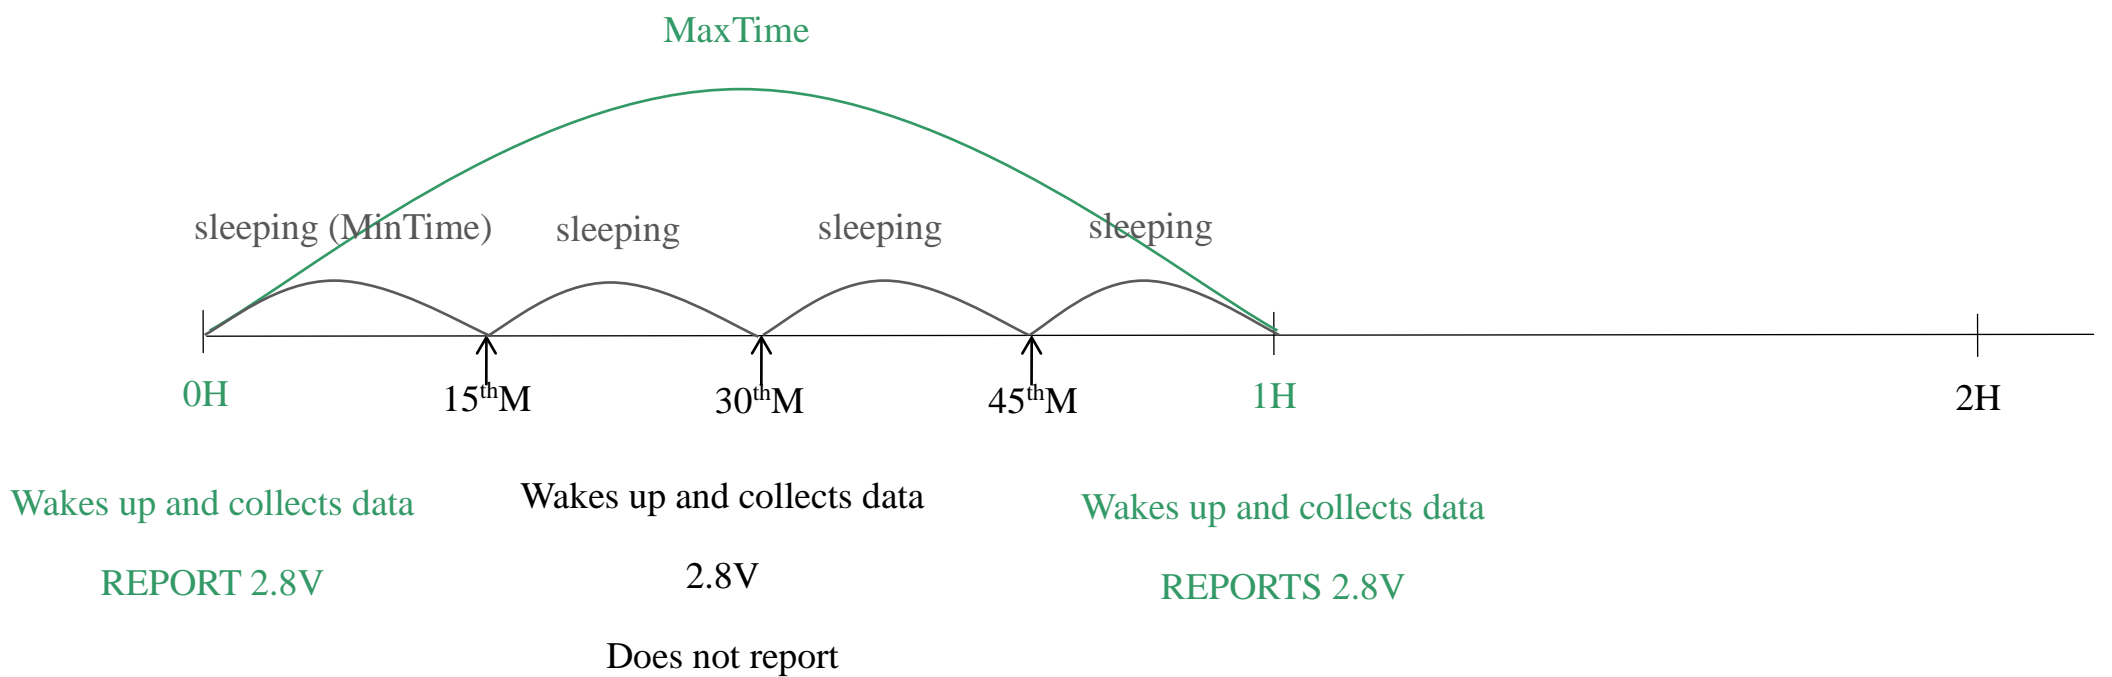 MaxTime
sleeping (MinTime)
sleeping
sleeping
sleeping
0H
15thM
30thM
45thM
1H
2H
Wakes up and collects data
REPORT 2.8V
Wakes up and collects data
2.8V
Does not report
Wakes up and collects data
REPORTS 2.8V